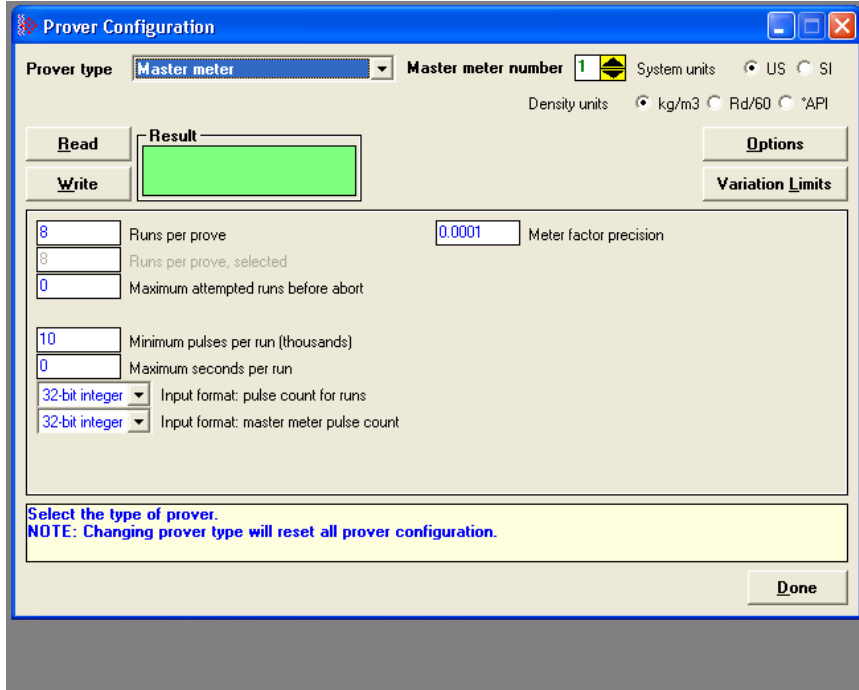 Prover Configuration
Prover type Master meter Master meter number 1 System units US SI
Density units kg/m3 Rd/60 °API
Read Result Options
Write Variation Limits
8 Runs per prove 0.0001 Meter factor precision
8 Runs per prove, selected
0 Maximum attempted runs before abort
10 Minimum pulses per run (thousands)
0 Maximum seconds per run
32-bit integer Input format: pulse count for runs
32-bit integer Input format: master meter pulse count
Select the type of prover.
NOTE: Changing prover type will reset all prover configuration.
Done